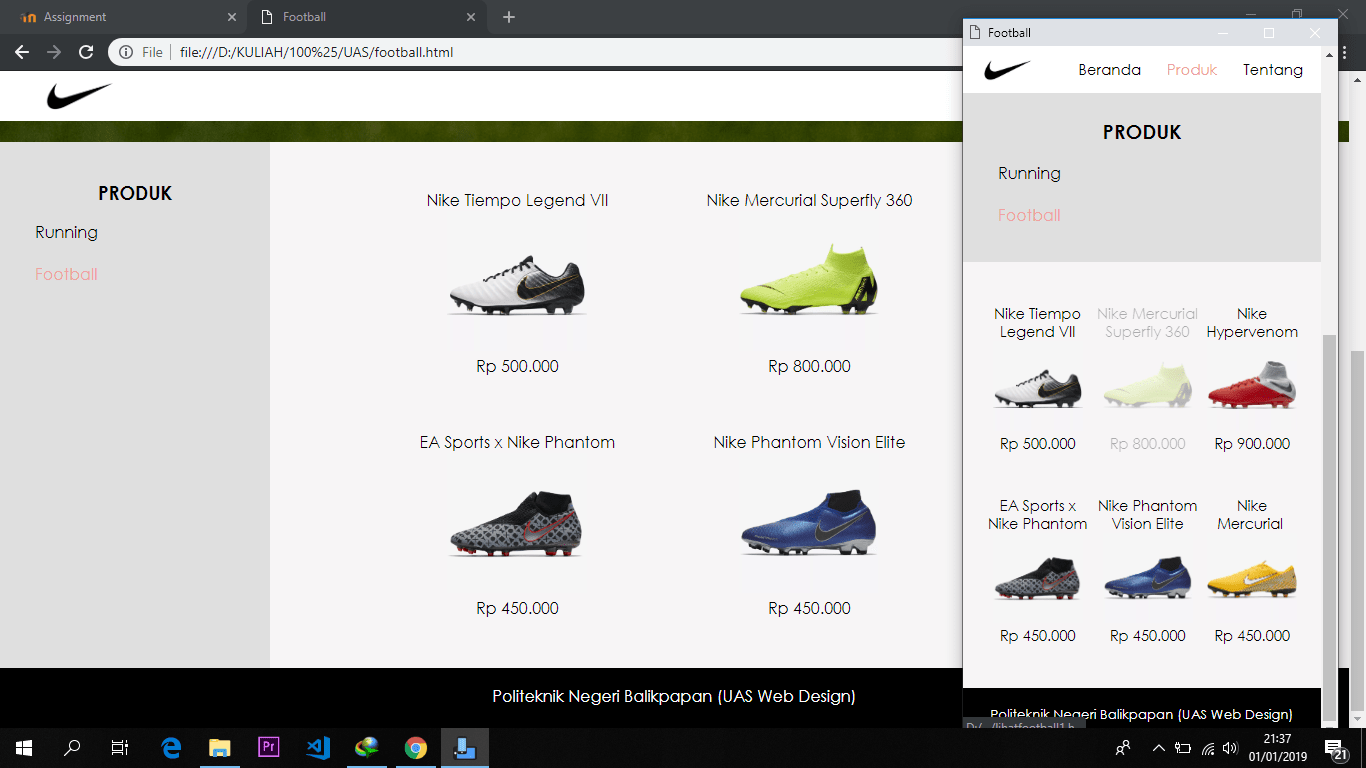 Assignment
Football
File
file:///D:/KULIAH/100%25/UAS/football.html
PRODUK
Running
Football
Nike Tiempo Legend VII
Nike Mercurial Superfly 360
Rp 500.000
Rp 800.000
EA Sports x Nike Phantom
Nike Phantom Vision Elite
Rp 450.000
Rp 450.000
Politeknik Negeri Balikpapan (UAS Web Design)
Football
Beranda
Produk
Tentang
PRODUK
Running
Football
Nike Tiempo
Legend VII
Nike Mercurial
Superfly 360
Nike
Hypervenom
Rp 500.000
Rp 800.000
Rp 900.000
EA Sports x
Nike Phantom
Nike Phantom
Vision Elite
Nike
Mercurial
Rp 450.000
Rp 450.000
Rp 450.000
Politeknik Negeri Balikpapan (UAS Web Design)
Pr
21:37
01/01/2019
21